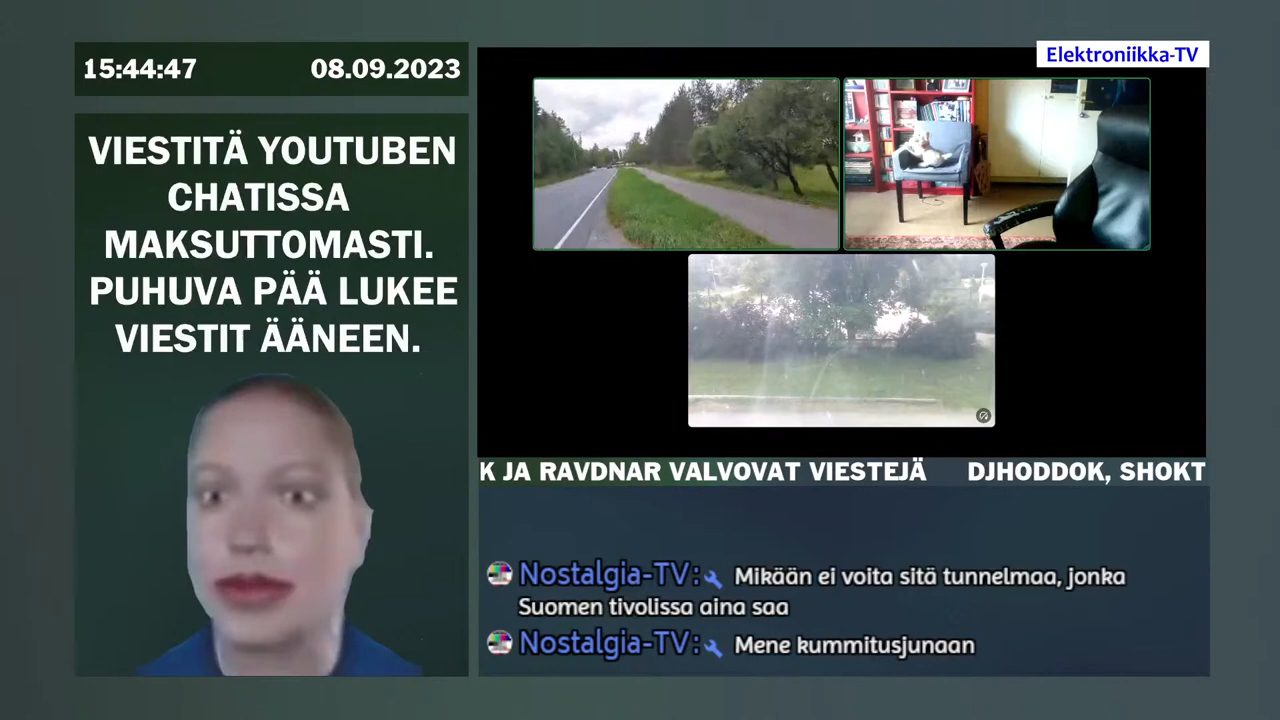 15:44:47 08.09.2023
VIESTITÄ YOUTUBEN
CHATISSA
MAKSUTTOMASTI.
PUHUVA PÄÄ LUKEE
VIESTIT ÄÄNEEN.
Elektroniikka-TV
K JA RAVDNAR VALVOVAT VIESTEJÄ DJHODDOK, SHOKT
Nostalgia-TV: Mikään ei voita sitä tunnelmaa, jonka
Suomen tivolissa aina saa
Nostalgia-TV: Mene kummitusjunaan